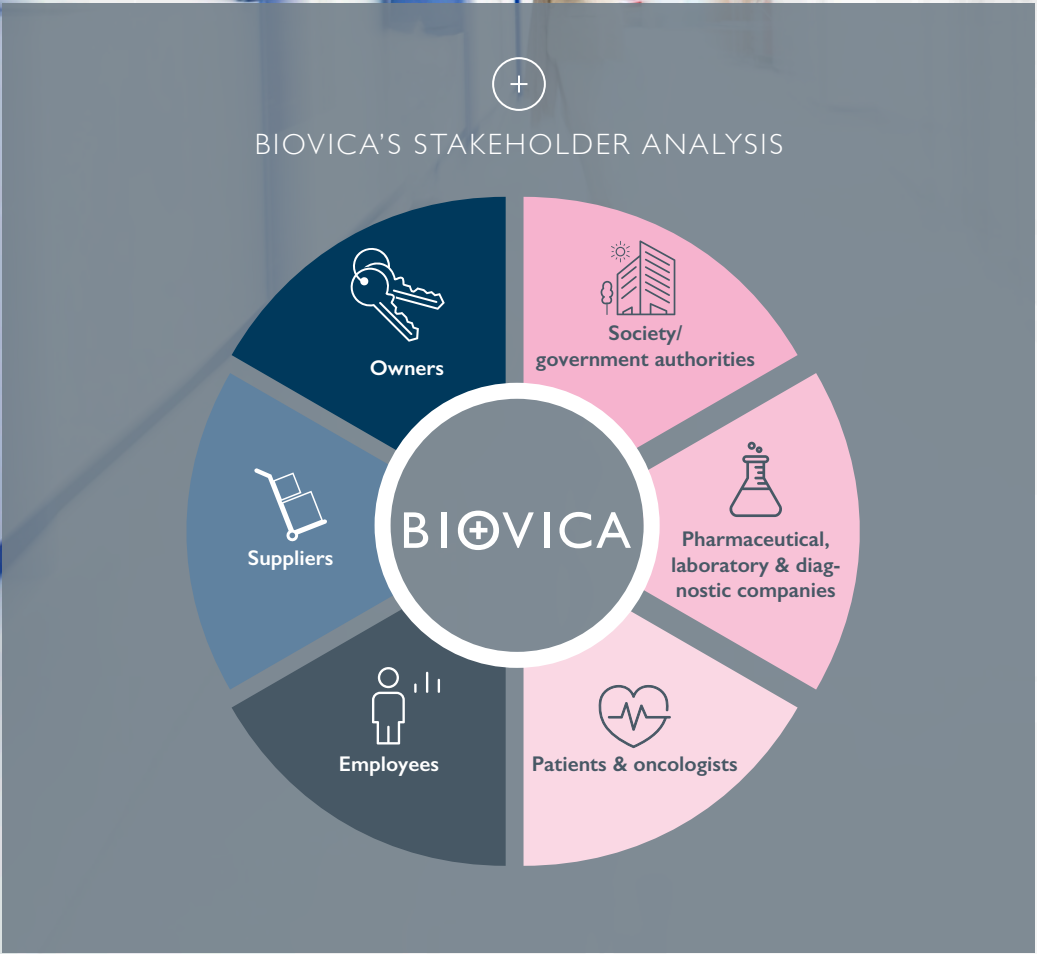 BIOVICA’S STAKEHOLDER ANALYSIS
Owners
Society/
government authorities
Suppliers
BIOVICA
Pharmaceutical,
laboratory & diag-
nostic companies
Employees
Patients & oncologists